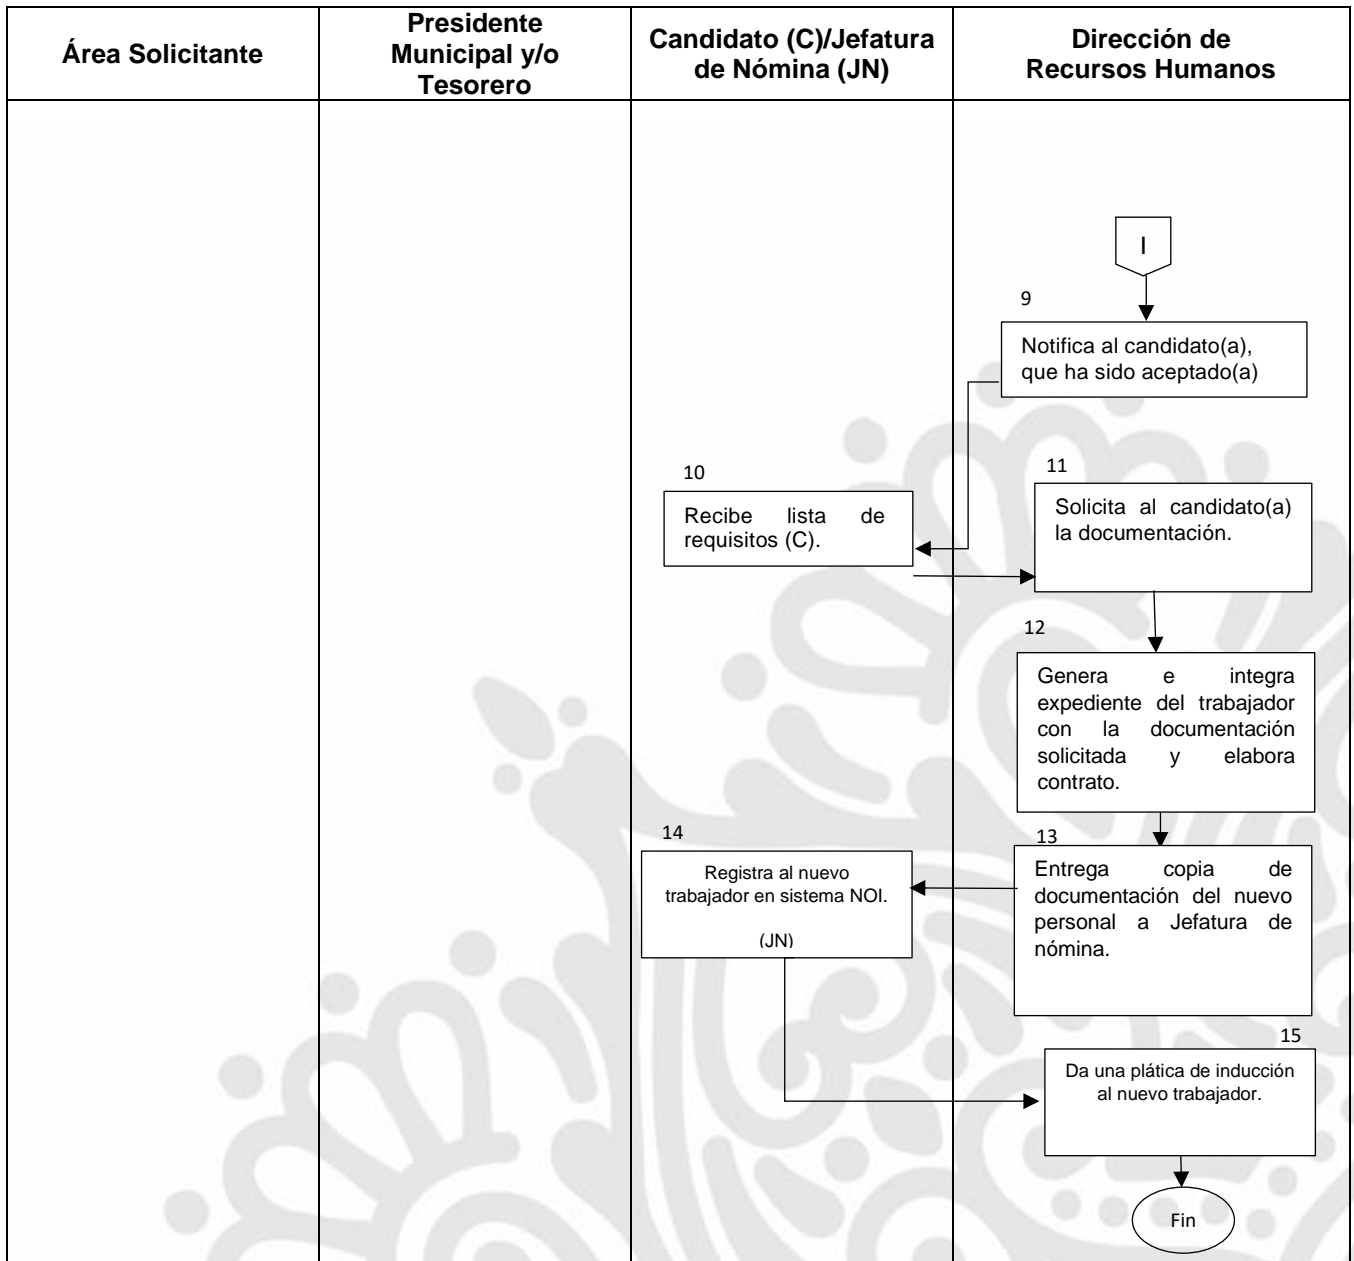 Área Solicitante
Presidente
Municipal y/o
Tesorero
Candidato (C)/Jefatura
de Nómina (JN)
Dirección de
Recursos Humanos
I
9
Notifica al candidato(a),
que ha sido aceptado(a)
10
Recibe lista de
requisitos (C).
11
Solicita al candidato(a)
la documentación.
12
Genera e integra
expediente del trabajador
con la documentación
solicitada y elabora
contrato.
13
Entrega copia de
documentación del nuevo
personal a Jefatura de
nómina.
14
Registra al nuevo
trabajador en sistema NOI.
(JN)
15
Da una plática de inducción
al nuevo trabajador.
Fin